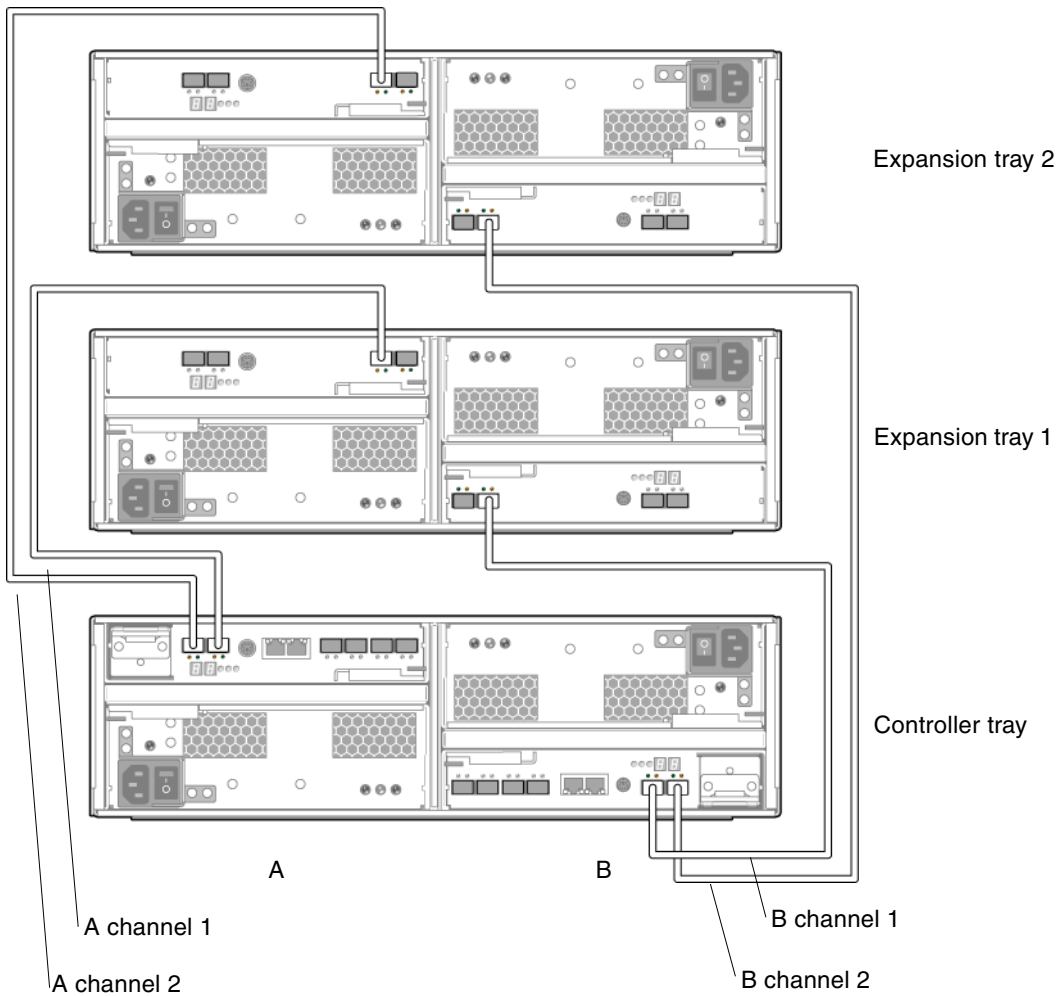 Expansion tray 2
Expansion tray 1
Controller tray
A
B
A channel 1
B channel 1
A channel 2
B channel 2